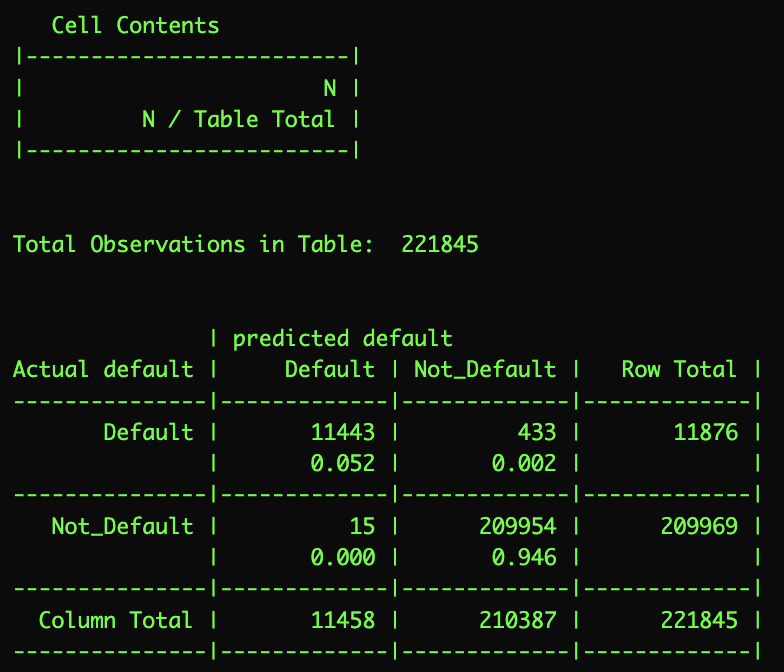 Cell Contents
|-------------------------|
|                       N |
|         N / Table Total |
|-------------------------|
Total Observations in Table:  221845
               | predicted default
Actual default |     Default | Not_Default |   Row Total |
---------------|-------------|-------------|-------------|
       Default |       11443 |         433 |       11876 |
               |       0.052 |       0.002 |             |
---------------|-------------|-------------|-------------|
   Not_Default |          15 |      209954 |      209969 |
               |       0.000 |       0.946 |             |
---------------|-------------|-------------|-------------|
  Column Total |       11458 |      210387 |      221845 |
---------------|-------------|-------------|-------------|